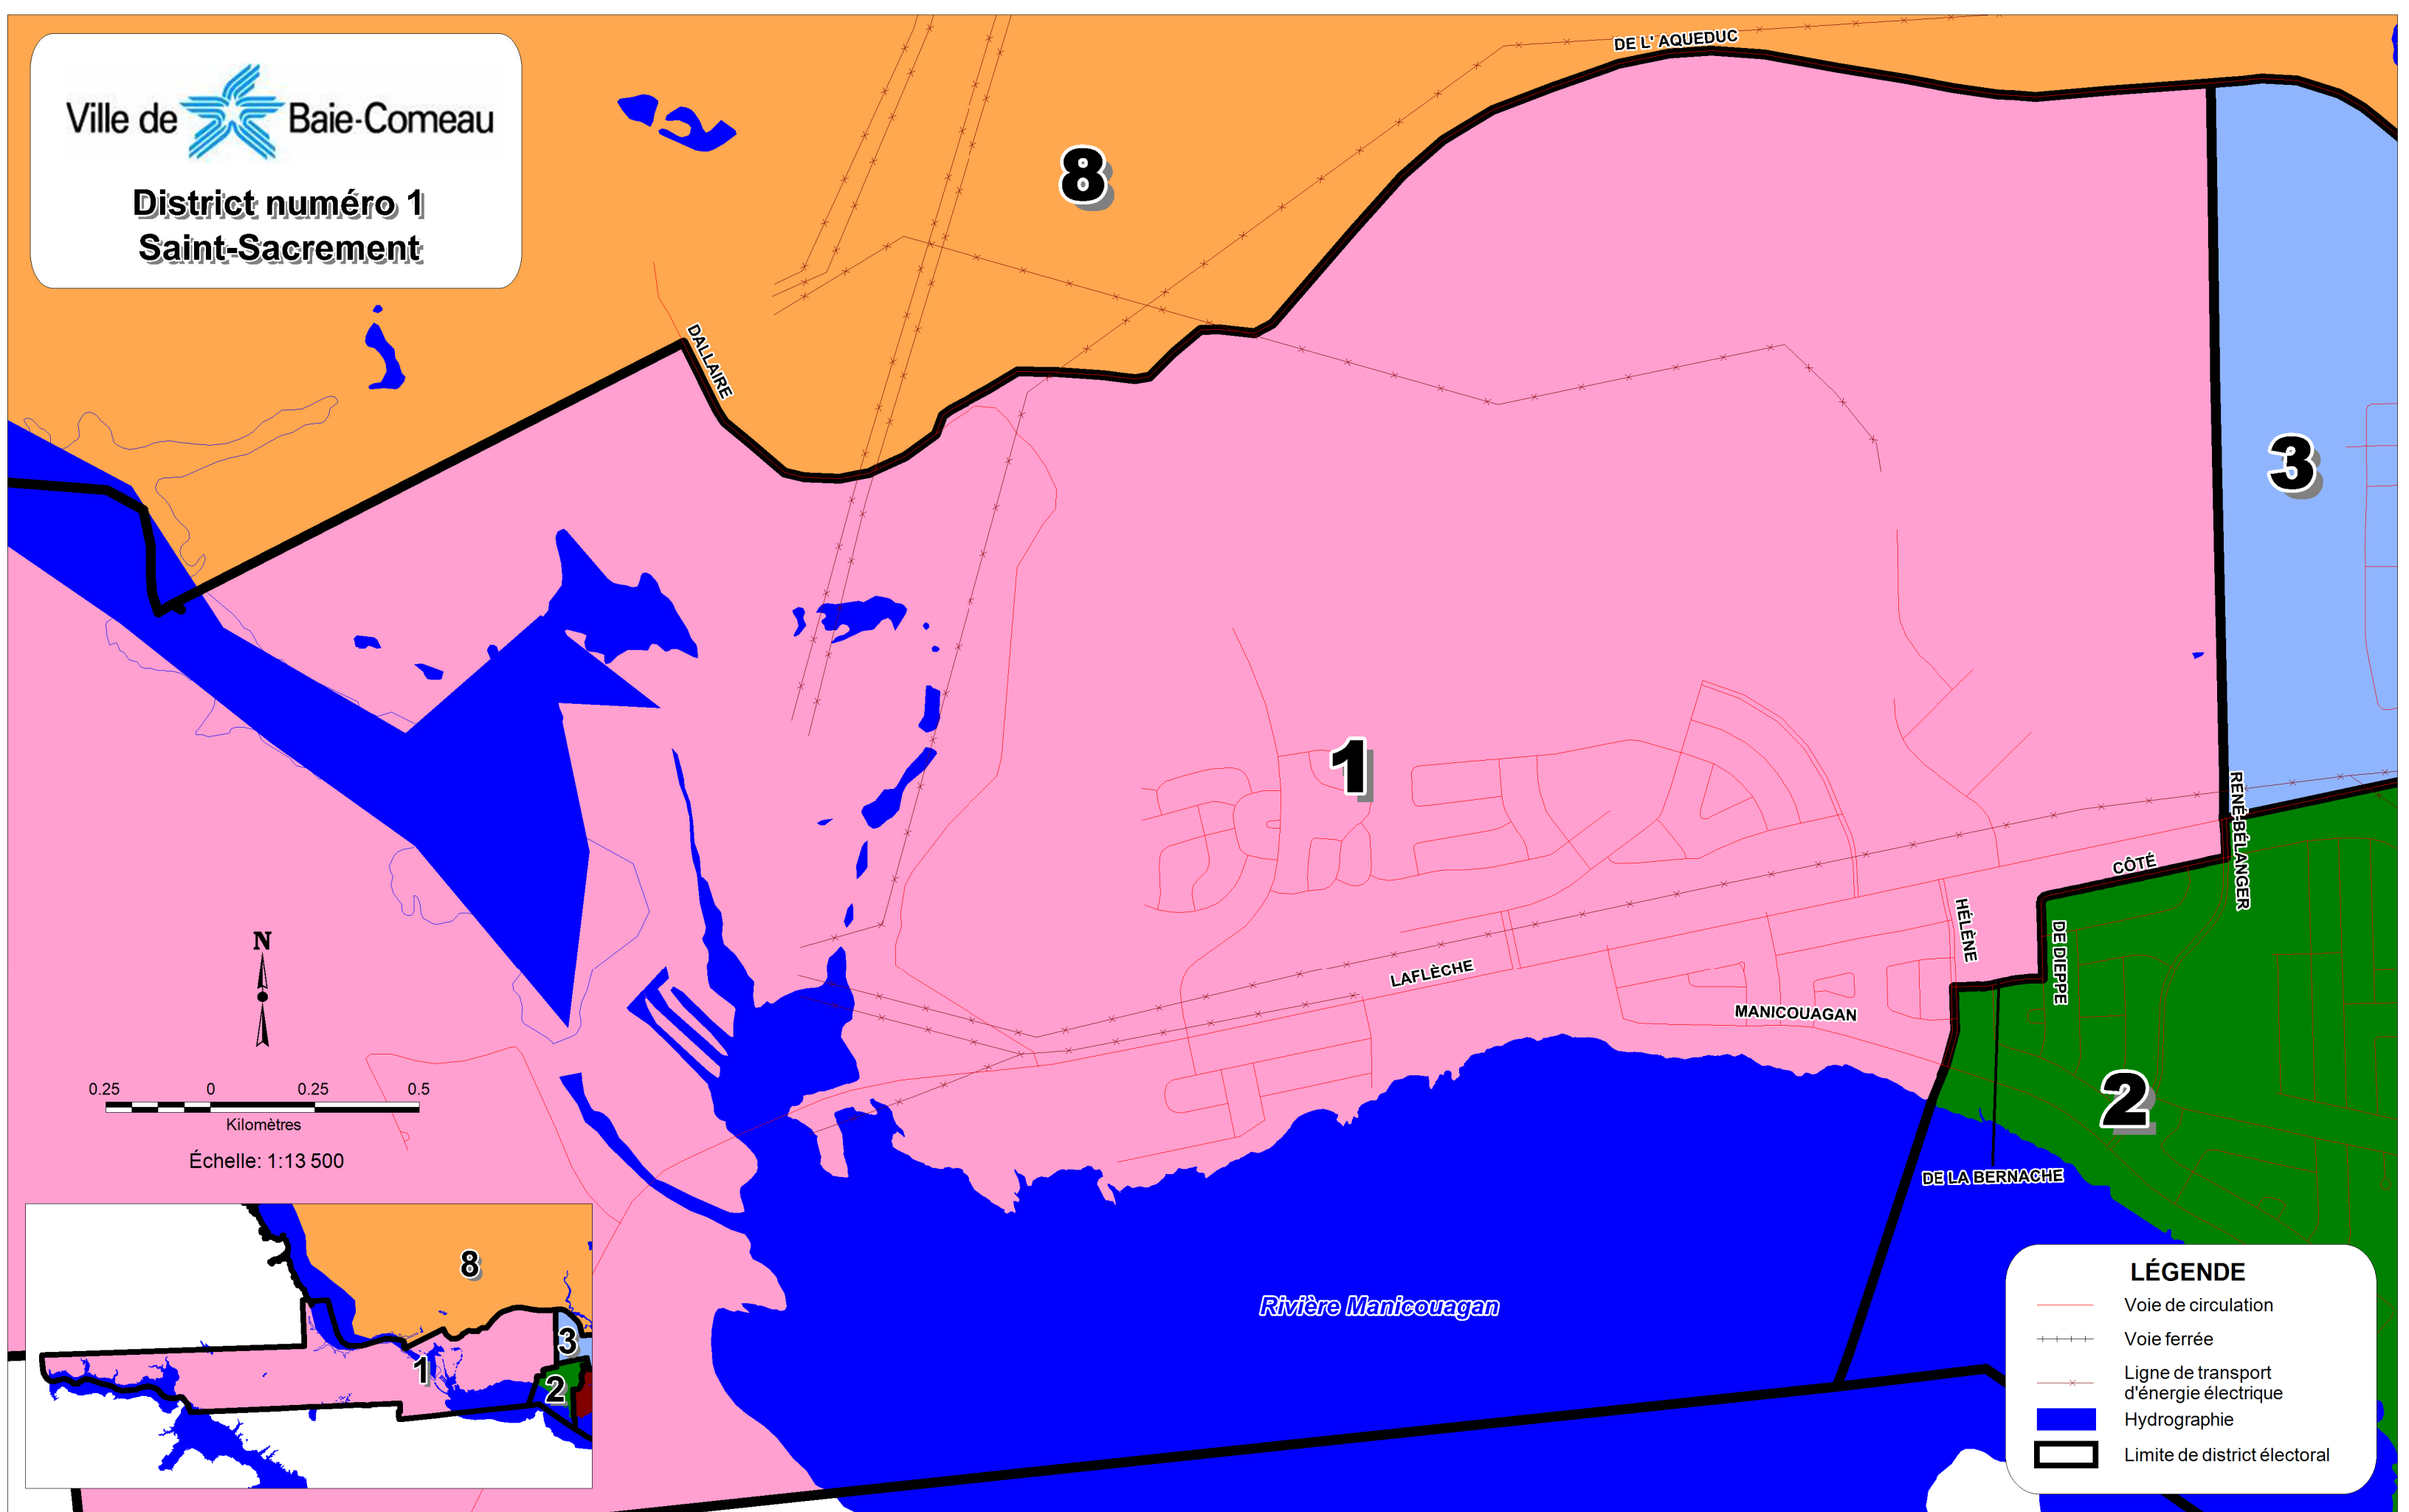 Ville de Baie-Comeau
District numéro 1
Saint-Sacrement
DE L' AQUEDUC
8
DALLAIRE
3
1
RENÉ-BÉLANGER
CÔTÉ
HÉLÈNE
DE DIEPPE
LAFLÈCHE
MANICOUAGAN
2
DE LA BERNACHE
Rivière Manicouagan
N
0.25 0 0.25 0.5
Kilomètres
Échelle: 1:13 500
8
3
1
2
LÉGENDE
Voie de circulation
Voie ferrée
Ligne de transport
d'énergie électrique
Hydrographie
Limite de district électoral